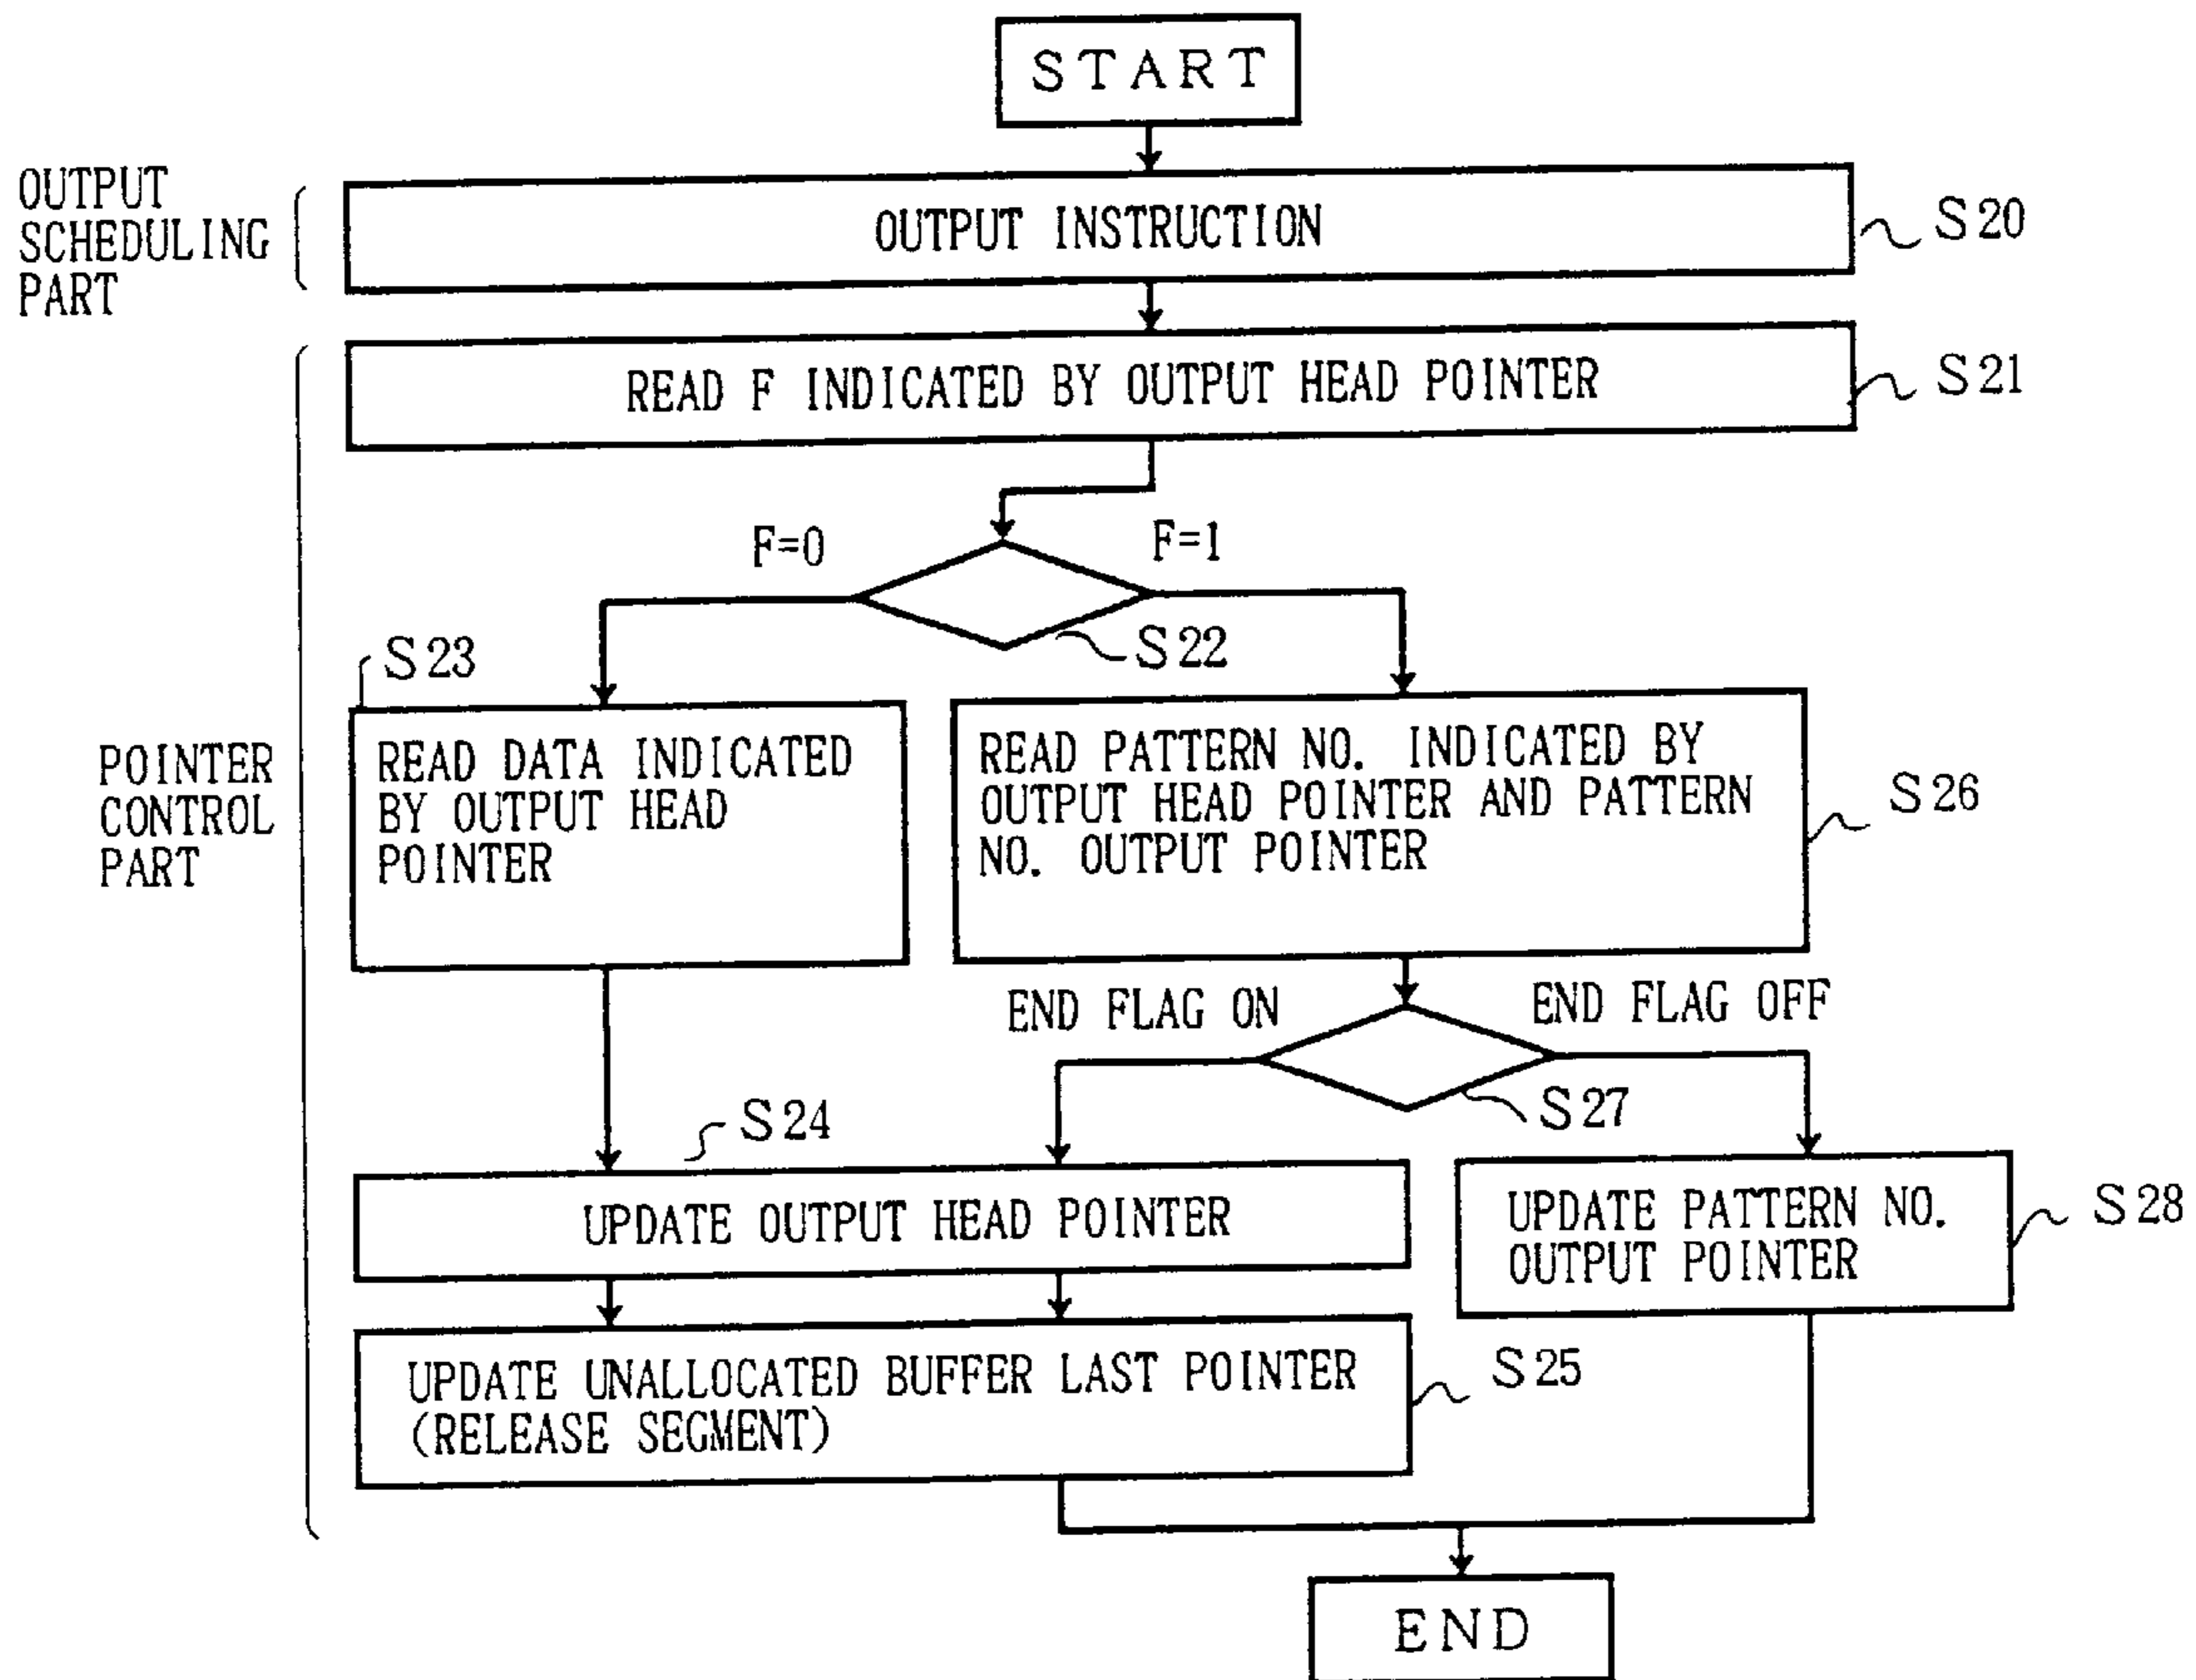 START
OUTPUT
SCHEDULING
PART
OUTPUT INSTRUCTION
S20
READ F INDICATED BY OUTPUT HEAD POINTER
S21
F=0
F=1
S22
S23
POINTER
CONTROL
PART
READ DATA INDICATED
BY OUTPUT HEAD
POINTER
READ PATTERN NO. INDICATED BY
OUTPUT HEAD POINTER AND PATTERN
NO. OUTPUT POINTER
S26
END FLAG ON
END FLAG OFF
S27
S24
UPDATE OUTPUT HEAD POINTER
UPDATE PATTERN NO.
OUTPUT POINTER
S28
UPDATE UNALLOCATED BUFFER LAST POINTER
(RELEASE SEGMENT)
S25
END